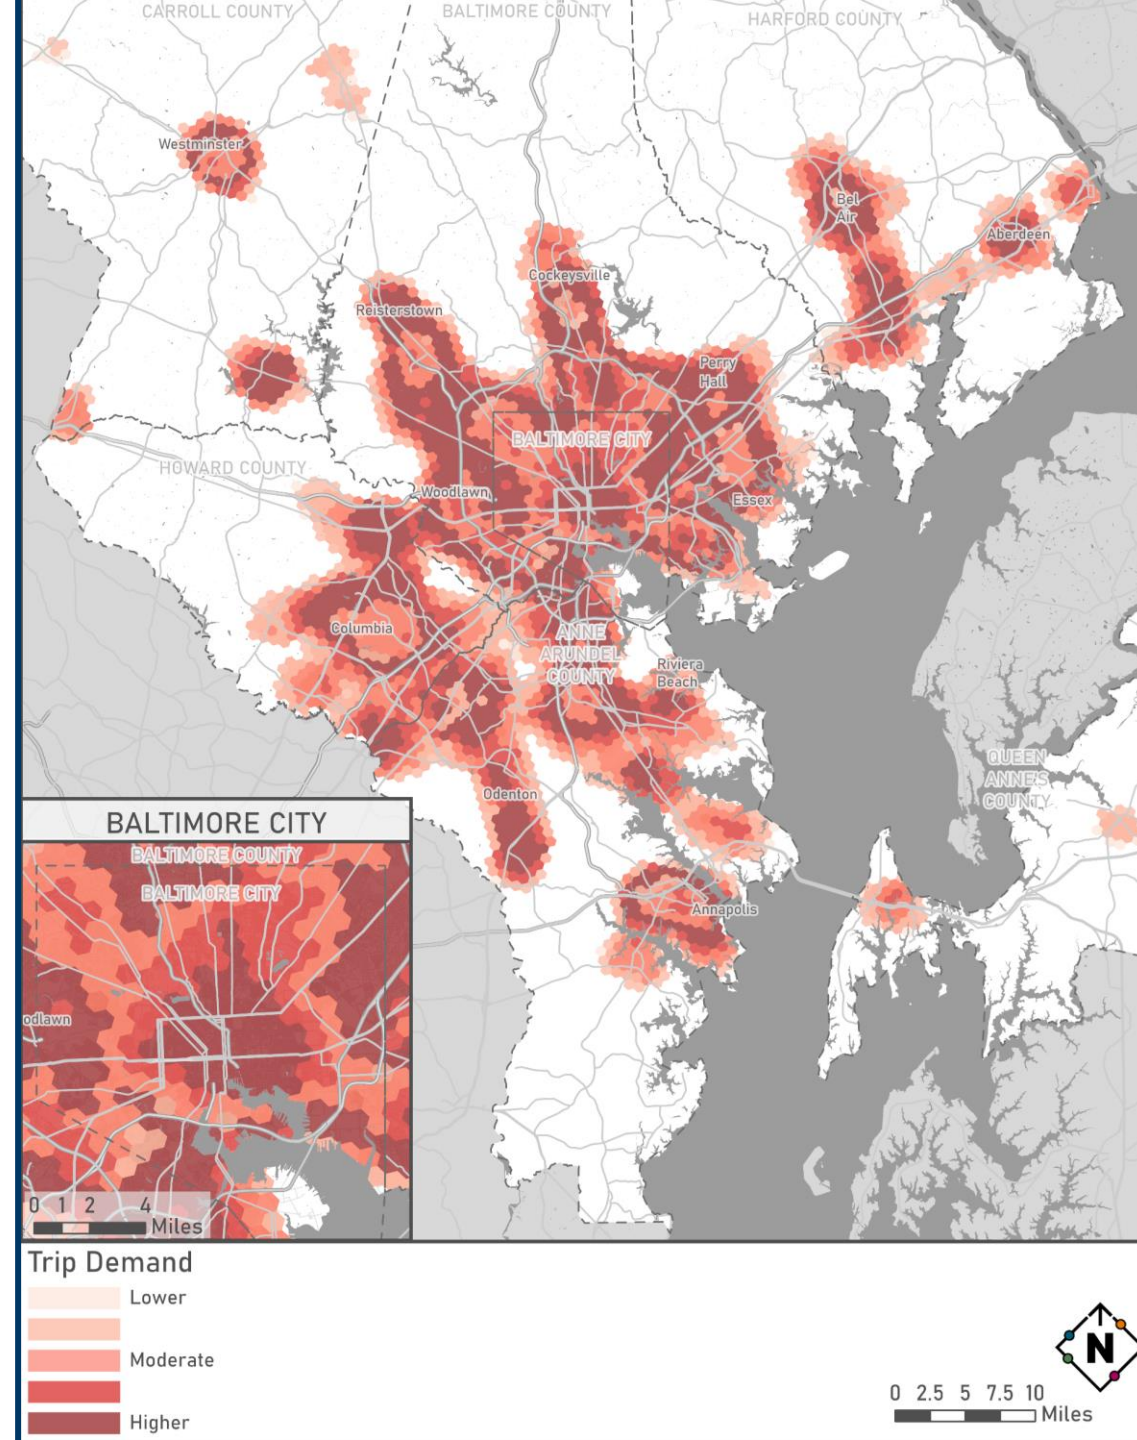 CARROLL COUNTY
BALTIMORE COUNTY
HARFORD COUNTY
Westminster
Bel
Air
Aberdeen
Cockeysville
Reisterstown
Perry
Hall
BALTIMORE CITY
HOWARD COUNTY
Woodlawn
Essex
Columbia
ANNE
ARUNDEL
COUNTY
Riviera
Beach
QUEEN
ANNE'S
COUNTY
Odenton
Annapolis
BALTIMORE CITY
BALTIMORE COUNTY
BALTIMORE CITY
odlawn
0 1 2 4
Miles
Trip Demand
Lower
Moderate
Higher
N
0 2.5 5 7.5 10
Miles